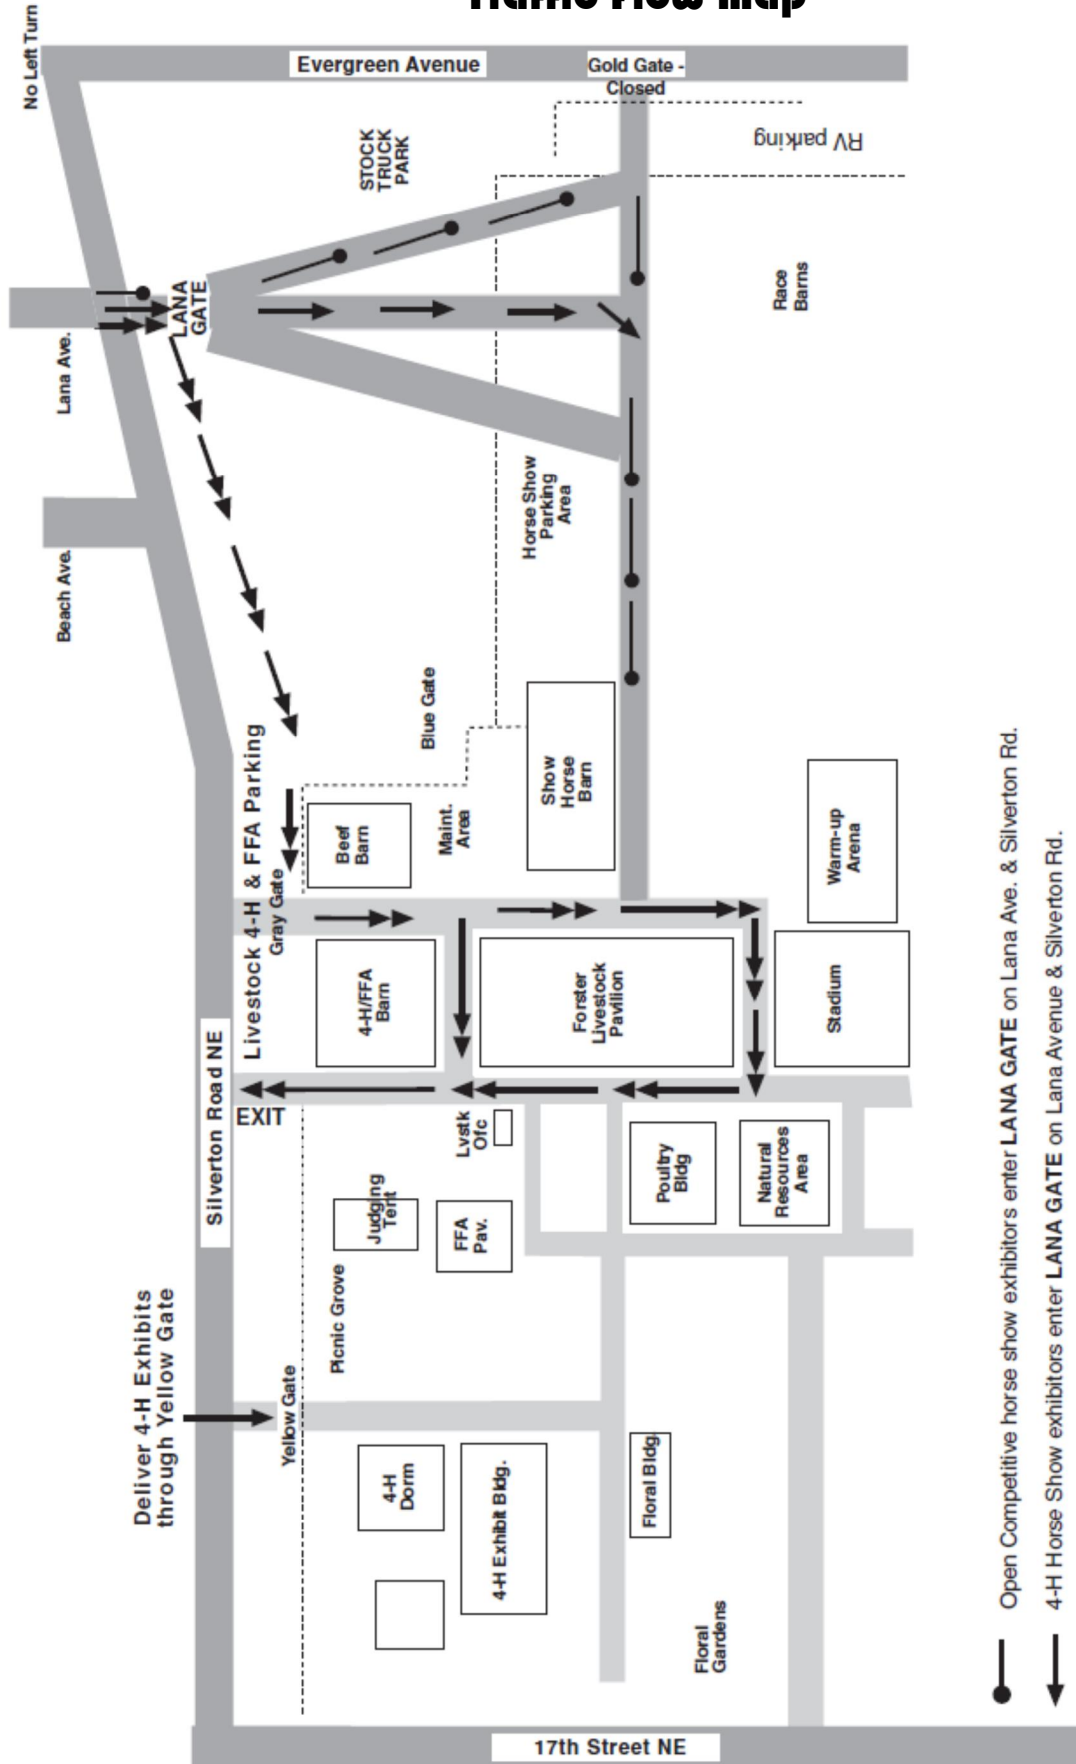 Traffic Flow Map
No Left Turn
Evergreen Avenue
Gold Gate -
Closed
RV parking
STOCK
TRUCK
PARK
LANA
GATE
Lana Ave.
Race
Barns
Beach Ave.
Horse Show
Parking
Area
Blue Gate
Livestock 4-H & FFA Parking
Gray Gate
Beef
Barn
Maint.
Area
Show
Horse
Barn
Warm-up
Arena
4-H/FFA
Barn
Forster
Livestock
Pavilion
Stadium
Silverton Road NE
EXIT
Lvstk
Ofc
Judging
Tent
FFA
Pav.
Poultry
Bldg
Natural
Resources
Area
Picnic Grove
Deliver 4-H Exhibits
through Yellow Gate
Yellow Gate
4-H
Dorm
4-H Exhibit Bldg.
Floral Bldg.
Floral
Gardens
17th Street NE
Open Competitive horse show exhibitors enter LANA GATE on Lana Ave. & Silverton Rd.
4-H Horse Show exhibitors enter LANA GATE on Lana Avenue & Silverton Rd.